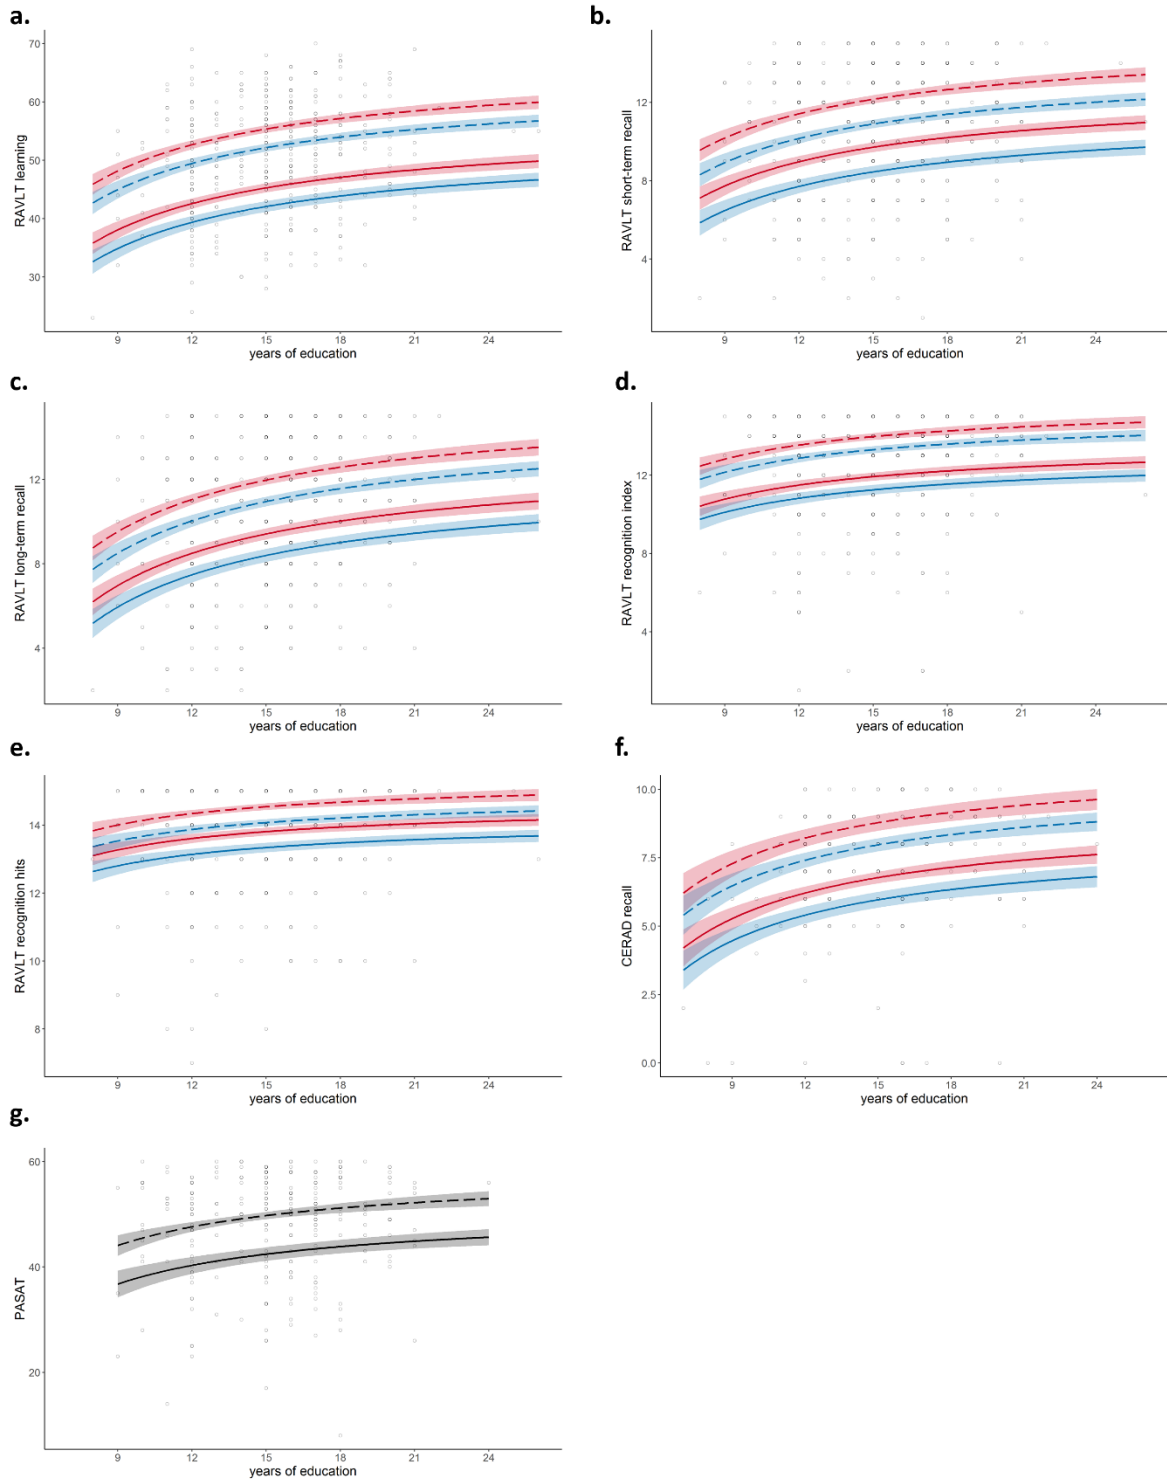 a.
70
60
50
40
30
RAVLT learning
9 12 15 18 21 24
years of education
b.
12
8
4
RAVLT short-term recall
9 12 15 18 21 24
years of education
c.
12
8
4
RAVLT long-term recall
9 12 15 18 21 24
years of education
d.
12
8
4
RAVLT recognition index
9 12 15 18 21 24
years of education
e.
14
12
10
8
RAVLT recognition hits
9 12 15 18 21 24
years of education
f.
10.0
7.5
5.0
2.5
0.0
CERAD recall
9 12 15 18 21 24
years of education
g.
60
40
20
PASAT
9 12 15 18 21 24
years of education